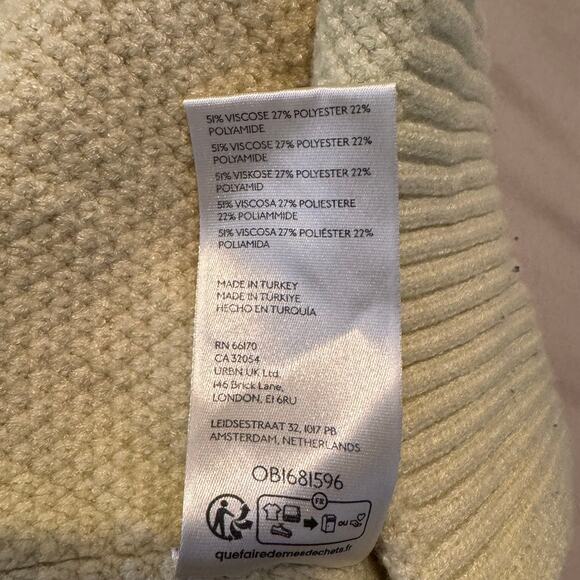 51% VISCOSE 27% POLYESTER 22%
POLYAMIDE
51% VISCOSE 27% POLYESTER 22%
POLYAMIDE
51% VISKOSE 27% POLYESTER 22%
POLYAMID
51% VISCOSA 27% POLIESTERE
22% POLIAMMIDE
51% VISCOSA 27% POLIÉSTER 22%
POLIAMIDA
MADE IN TURKEY
MADE IN TÜRKIYE
HECHO EN TURQUÍA
RN 66170
CA 32054
URBN UK Ltd.
146 Brick Lane,
LONDON, E1 6RU
LEIDSESTRAAT 32, 1017 PB
AMSTERDAM, NETHERLANDS
OB1681596
FR
OU
quefairedemesdechets.fr